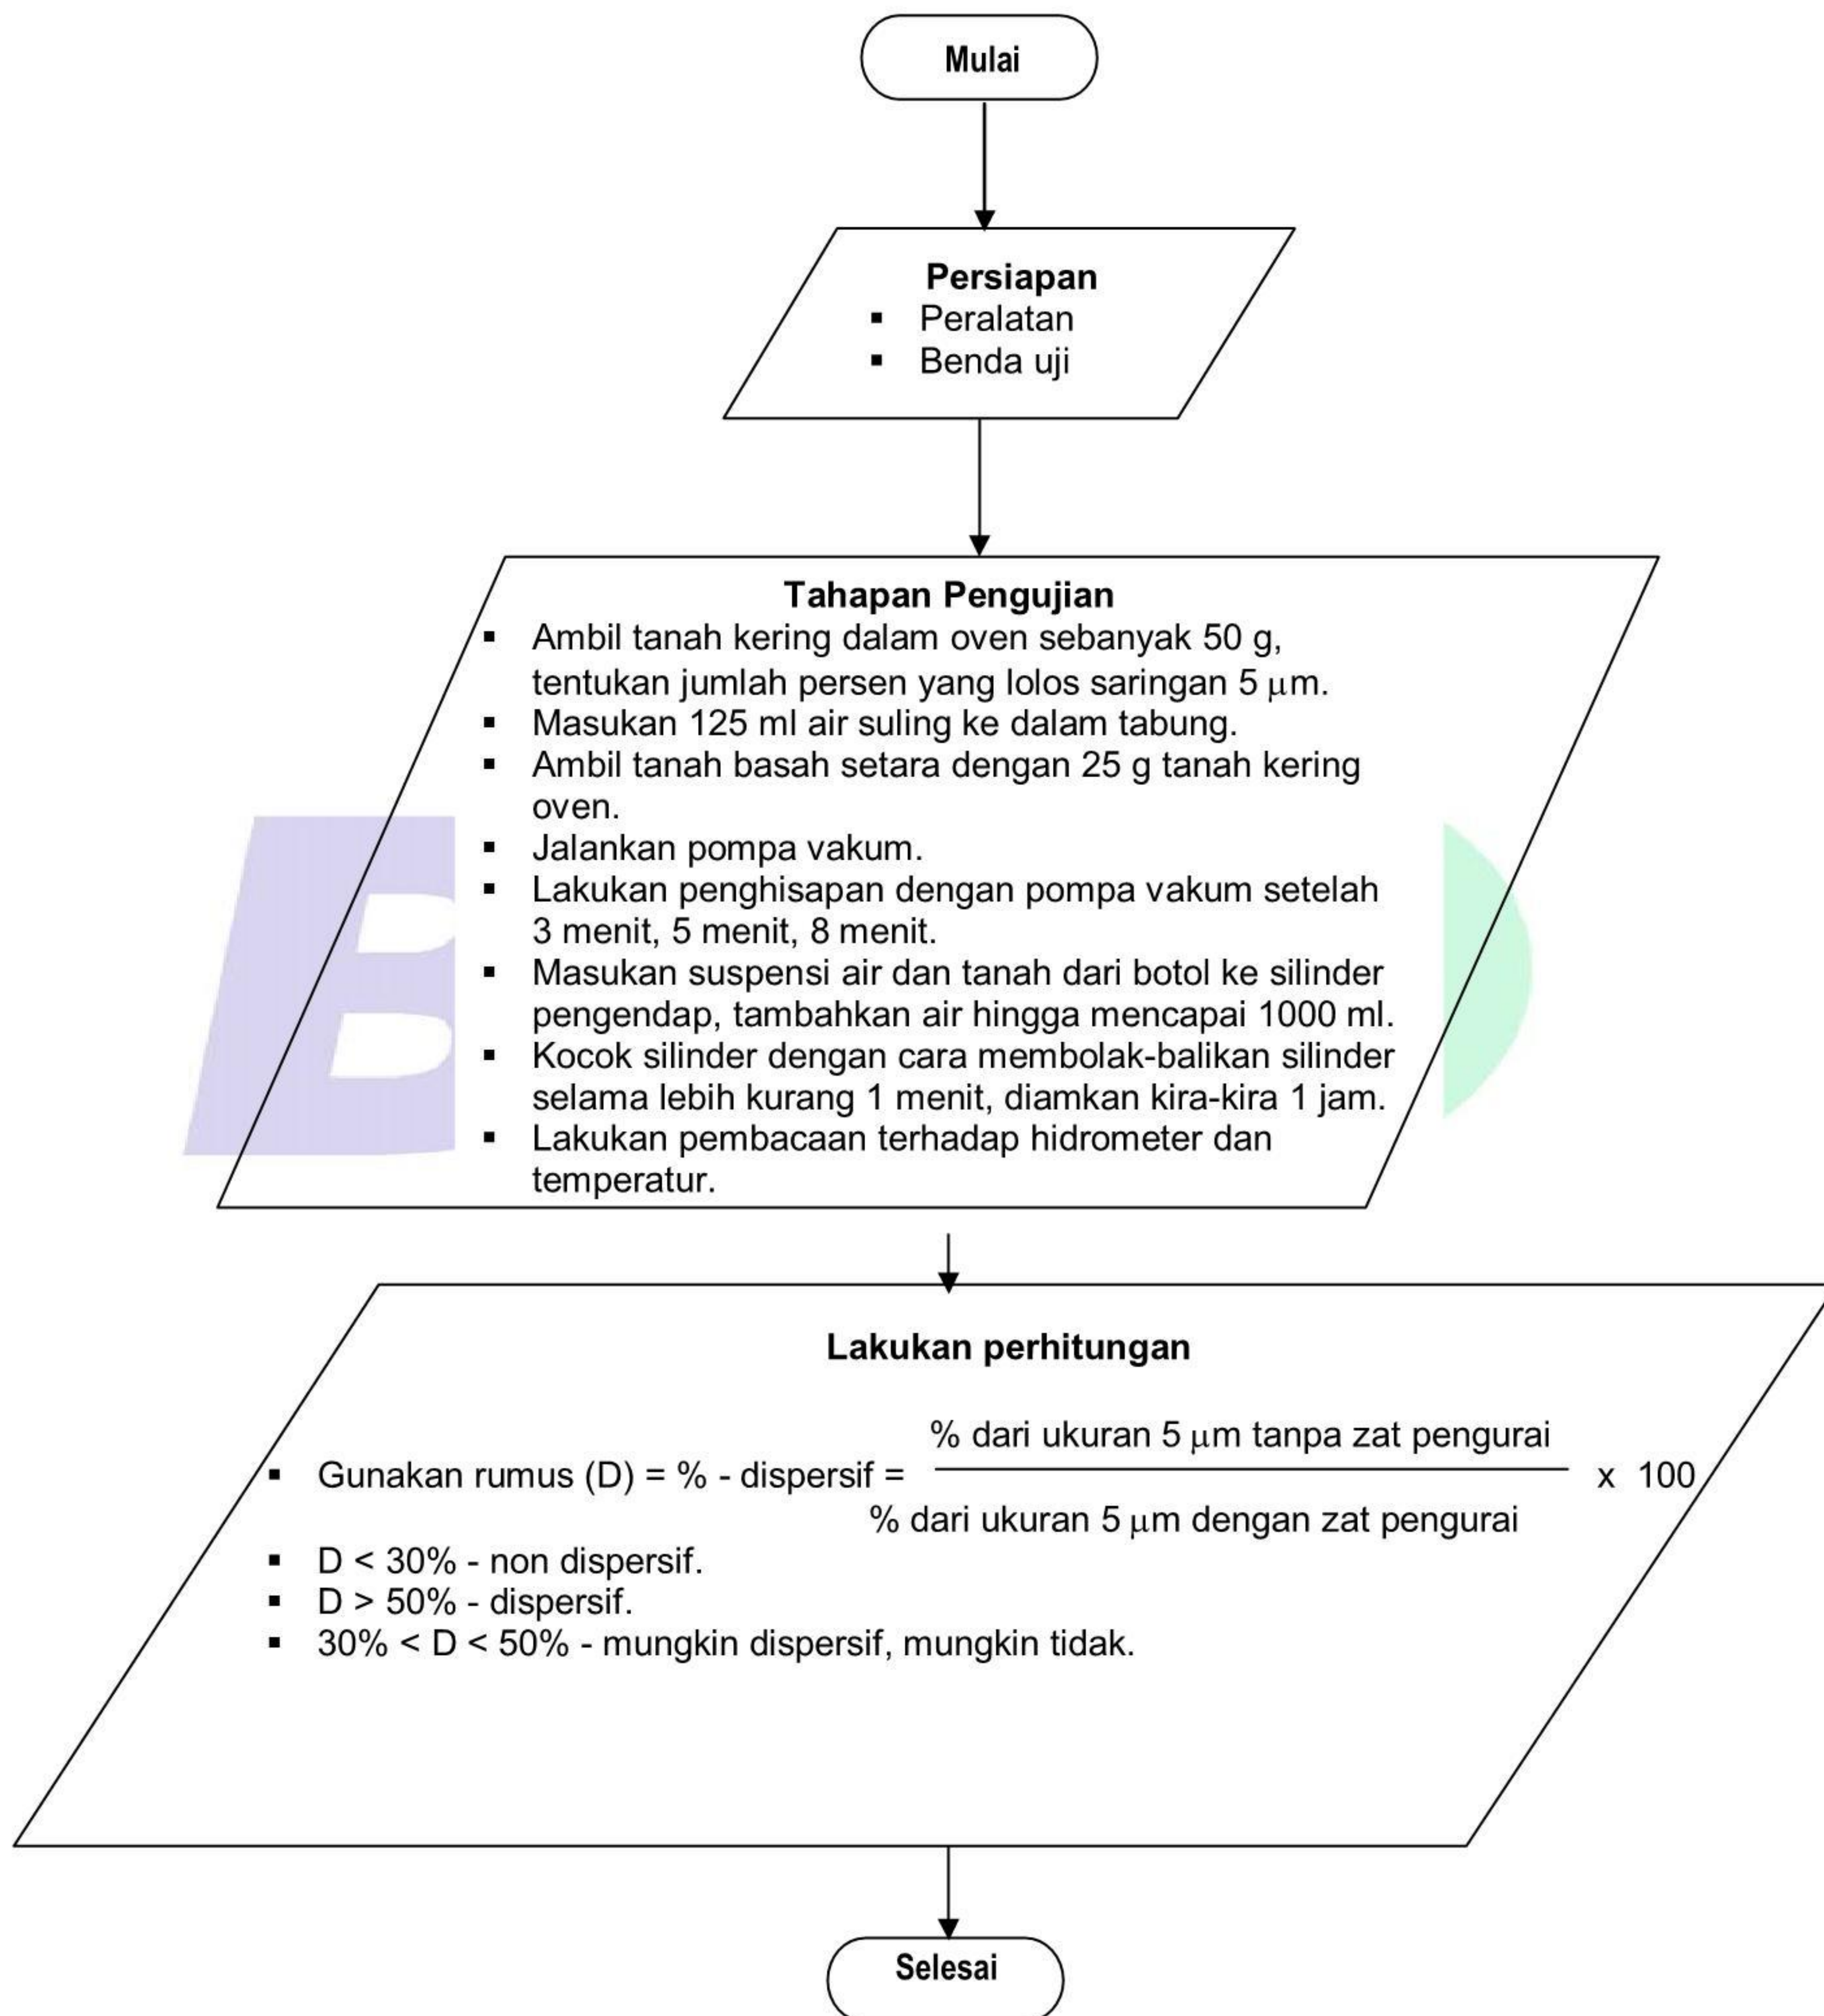 Mulai
Persiapan
▪ Peralatan
▪ Benda uji
Tahapan Pengujian
▪ Ambil tanah kering dalam oven sebanyak 50 g,
tentukan jumlah persen yang lolos saringan 5 μm.
▪ Masukan 125 ml air suling ke dalam tabung.
▪ Ambil tanah basah setara dengan 25 g tanah kering
oven.
▪ Jalankan pompa vakum.
▪ Lakukan penghisapan dengan pompa vakum setelah
3 menit, 5 menit, 8 menit.
▪ Masukan suspensi air dan tanah dari botol ke silinder
pengendap, tambahkan air hingga mencapai 1000 ml.
▪ Kocok silinder dengan cara membolak-balikan silinder
selama lebih kurang 1 menit, diamkan kira-kira 1 jam.
▪ Lakukan pembacaan terhadap hidrometer dan
temperatur.
Lakukan perhitungan
% dari ukuran 5 μm tanpa zat pengurai
▪ Gunakan rumus (D) = % - dispersif = x 100
% dari ukuran 5 μm dengan zat pengurai
▪ D < 30% - non dispersif.
▪ D > 50% - dispersif.
▪ 30% < D < 50% - mungkin dispersif, mungkin tidak.
Selesai